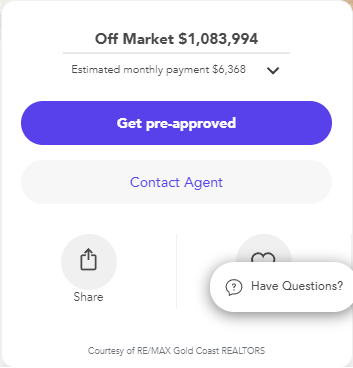 Off Market $1,083,994
Estimated monthly payment $6,368
Get pre-approved
Contact Agent
Share
Have Questions?
Courtesy of RE/MAX Gold Coast REALTORS